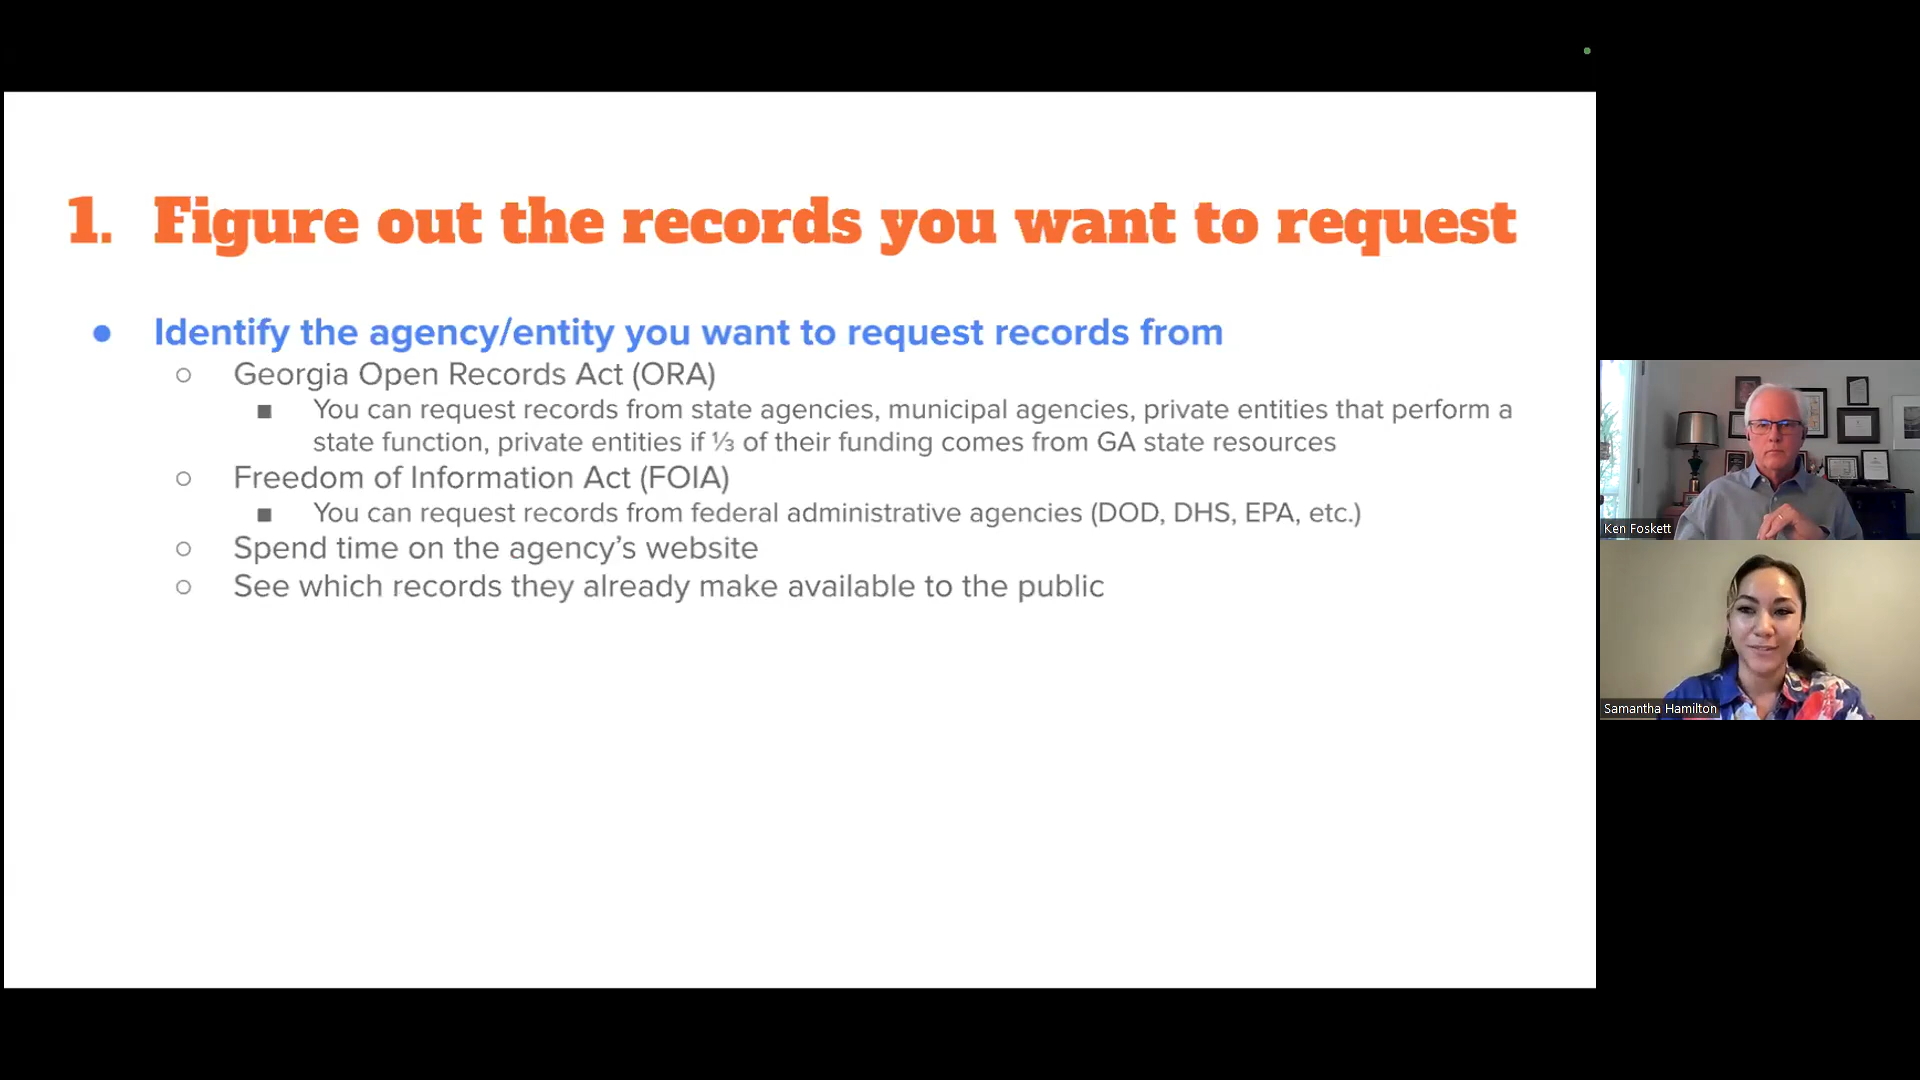 1. Figure out the records you want to request
● Identify the agency/entity you want to request records from
○ Georgia Open Records Act (ORA)
■ You can request records from state agencies, municipal agencies, private entities that perform a
state function, private entities if ⅓ of their funding comes from GA state resources
○ Freedom of Information Act (FOIA)
■ You can request records from federal administrative agencies (DOD, DHS, EPA, etc.)
○ Spend time on the agency’s website
○ See which records they already make available to the public
Ken Foskett
Samantha Hamilton